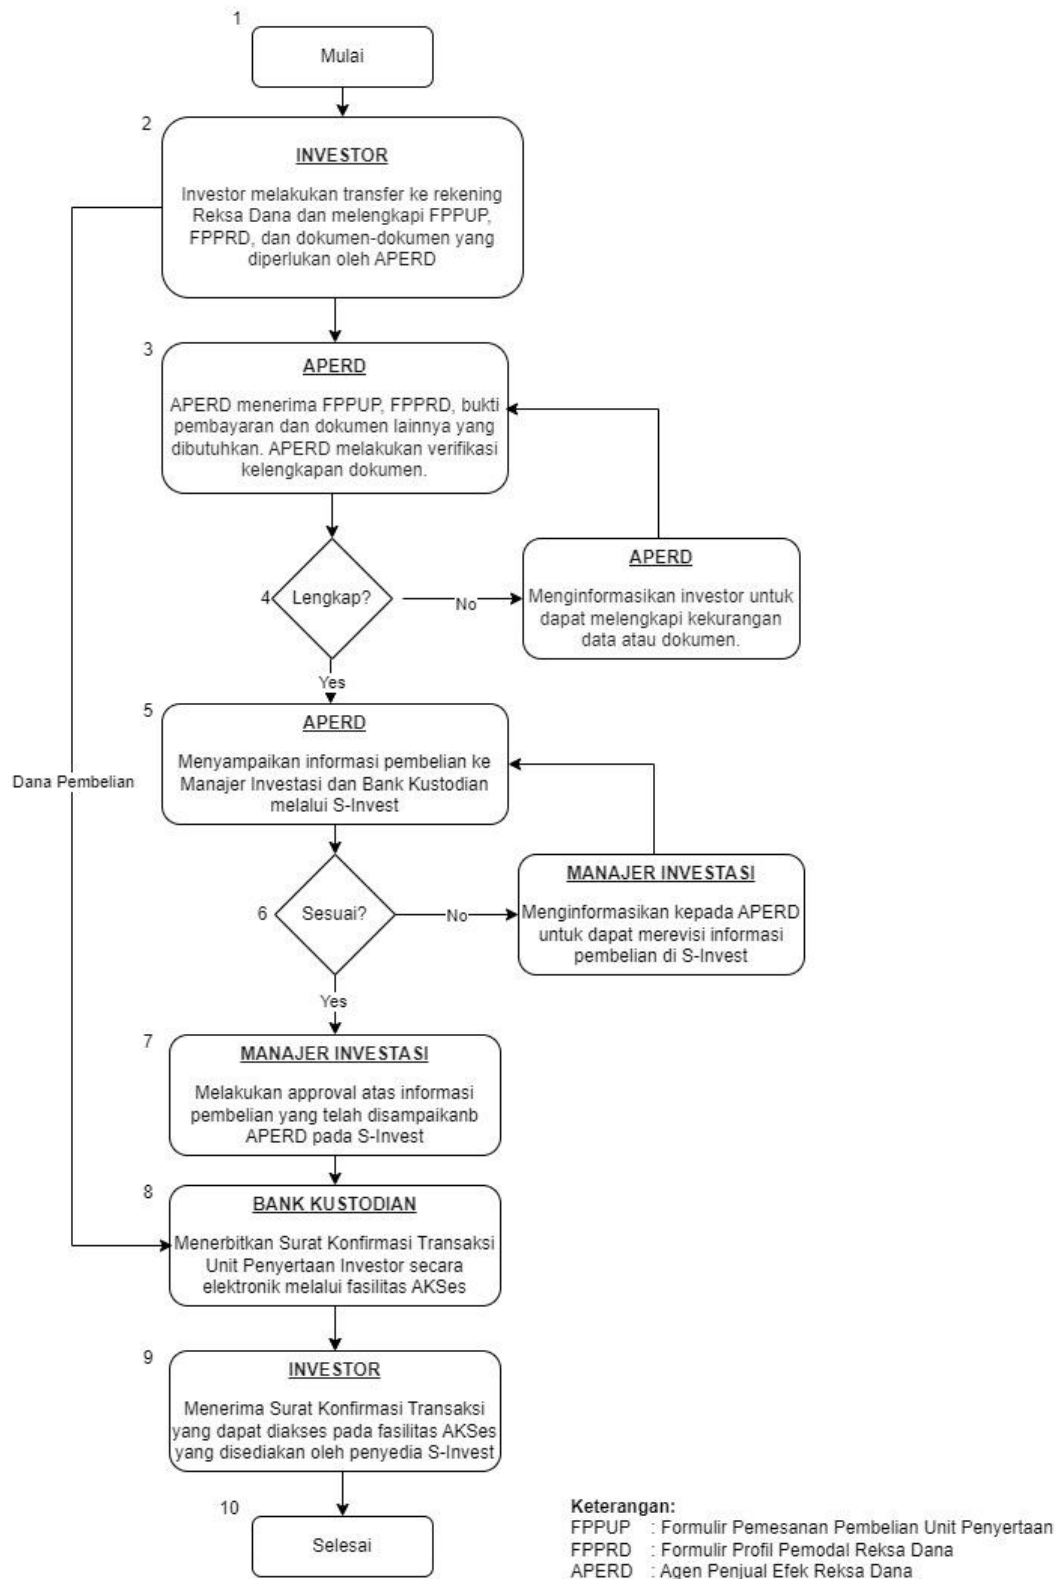 1
Mulai
2
INVESTOR
Investor melakukan transfer ke rekening
Reksa Dana dan melengkapi FPPUP,
FPPRD, dan dokumen-dokumen yang
diperlukan oleh APERD
3
APERD
APERD menerima FPPUP, FPPRD, bukti
pembayaran dan dokumen lainnya yang
dibutuhkan. APERD melakukan verifikasi
kelengkapan dokumen.
4
Lengkap?
No
APERD
Menginformasikan investor untuk
dapat melengkapi kekurangan
data atau dokumen.
Yes
5
APERD
Menyampaikan informasi pembelian ke
Manajer Investasi dan Bank Kustodian
melalui S-Invest
Dana Pembelian
6
Sesuai?
No
MANAJER INVESTASI
Menginformasikan kepada APERD
untuk dapat merevisi informasi
pembelian di S-Invest
Yes
7
MANAJER INVESTASI
Melakukan approval atas informasi
pembelian yang telah disampaikanb
APERD pada S-Invest
8
BANK KUSTODIAN
Menerbitkan Surat Konfirmasi Transaksi
Unit Penyertaan Investor secara
elektronik melalui fasilitas AKSes
9
INVESTOR
Menerima Surat Konfirmasi Transaksi
yang dapat diakses pada fasilitas AKSes
yang disediakan oleh penyedia S-Invest
10
Selesai
Keterangan:
FPPUP : Formulir Pemesanan Pembelian Unit Penyertaan
FPPRD : Formulir Profil Pemodal Reksa Dana
APERD : Agen Penjual Efek Reksa Dana